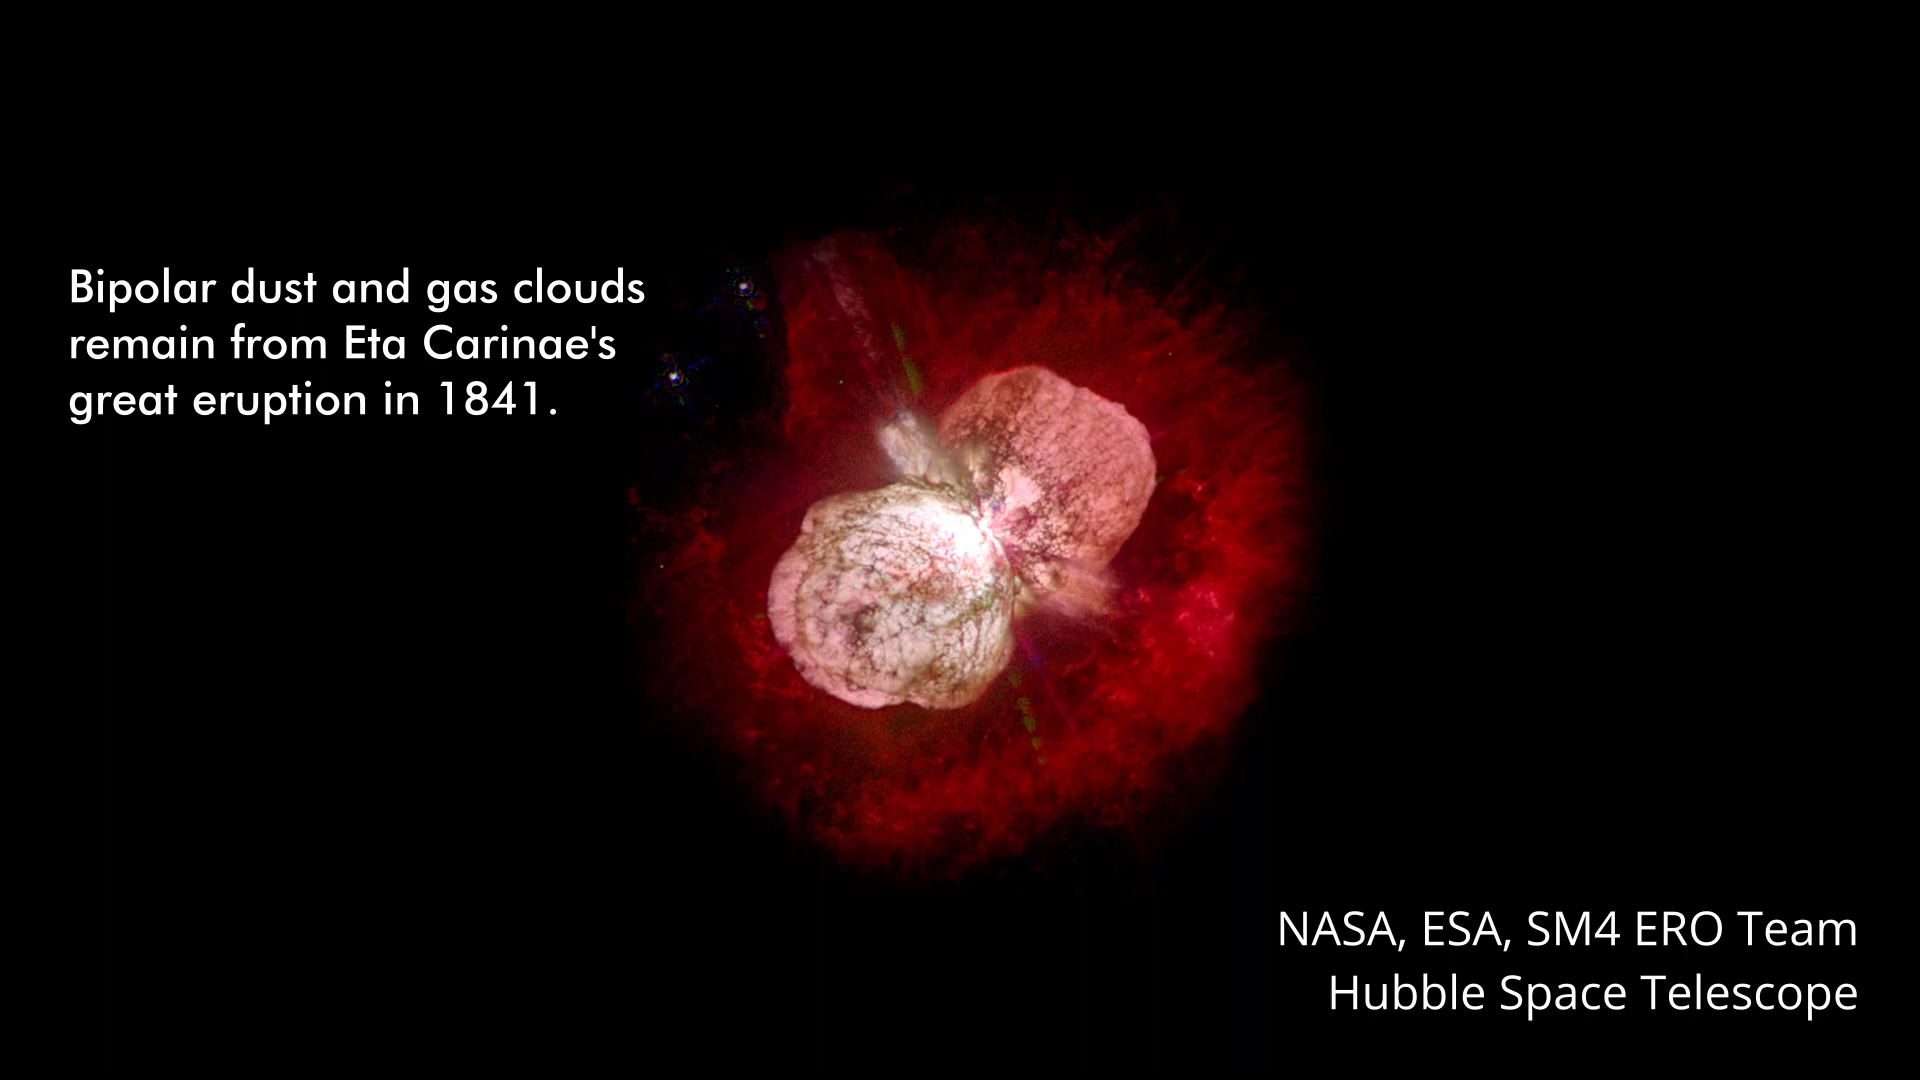 Bipolar dust and gas clouds
remain from Eta Carinae's
great eruption in 1841.
NASA, ESA, SM4 ERO Team
Hubble Space Telescope